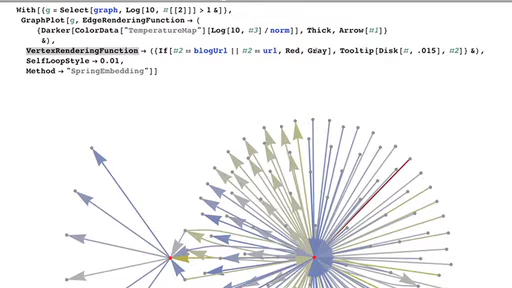 With[{g = Select[graph, Log[10, #[[2]]] > 1 &]},
GraphPlot[g, EdgeRenderingFunction → (
{Darker[ColorData["TemperatureMap"][Log[10, #3] / norm]], Thick, Arrow[#1]}
&),
VertexRenderingFunction → ({If[#2 == blogUrl || #2 == url, Red, Gray], Tooltip[Disk[#, .015], #2]} &),
SelfLoopStyle → 0.01,
Method → "SpringEmbedding"]]